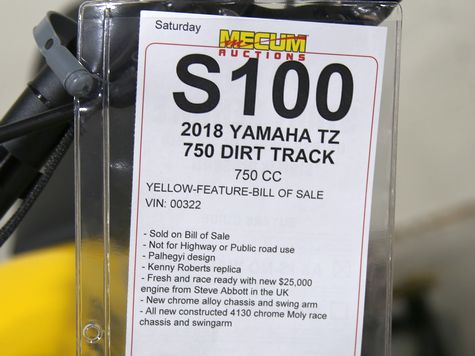 Saturday
MECUM
AUCTIONS
S100
2018 YAMAHA TZ
750 DIRT TRACK
750 CC
YELLOW-FEATURE-BILL OF SALE
VIN: 00322
- Sold on Bill of Sale
- Not for Highway or Public road use
- Palhegyi design
- Kenny Roberts replica
- Fresh and race ready with new $25,000
engine from Steve Abbott in the UK
- New chrome alloy chassis and swing arm
- All new constructed 4130 chrome Moly race
chassis and swingarm